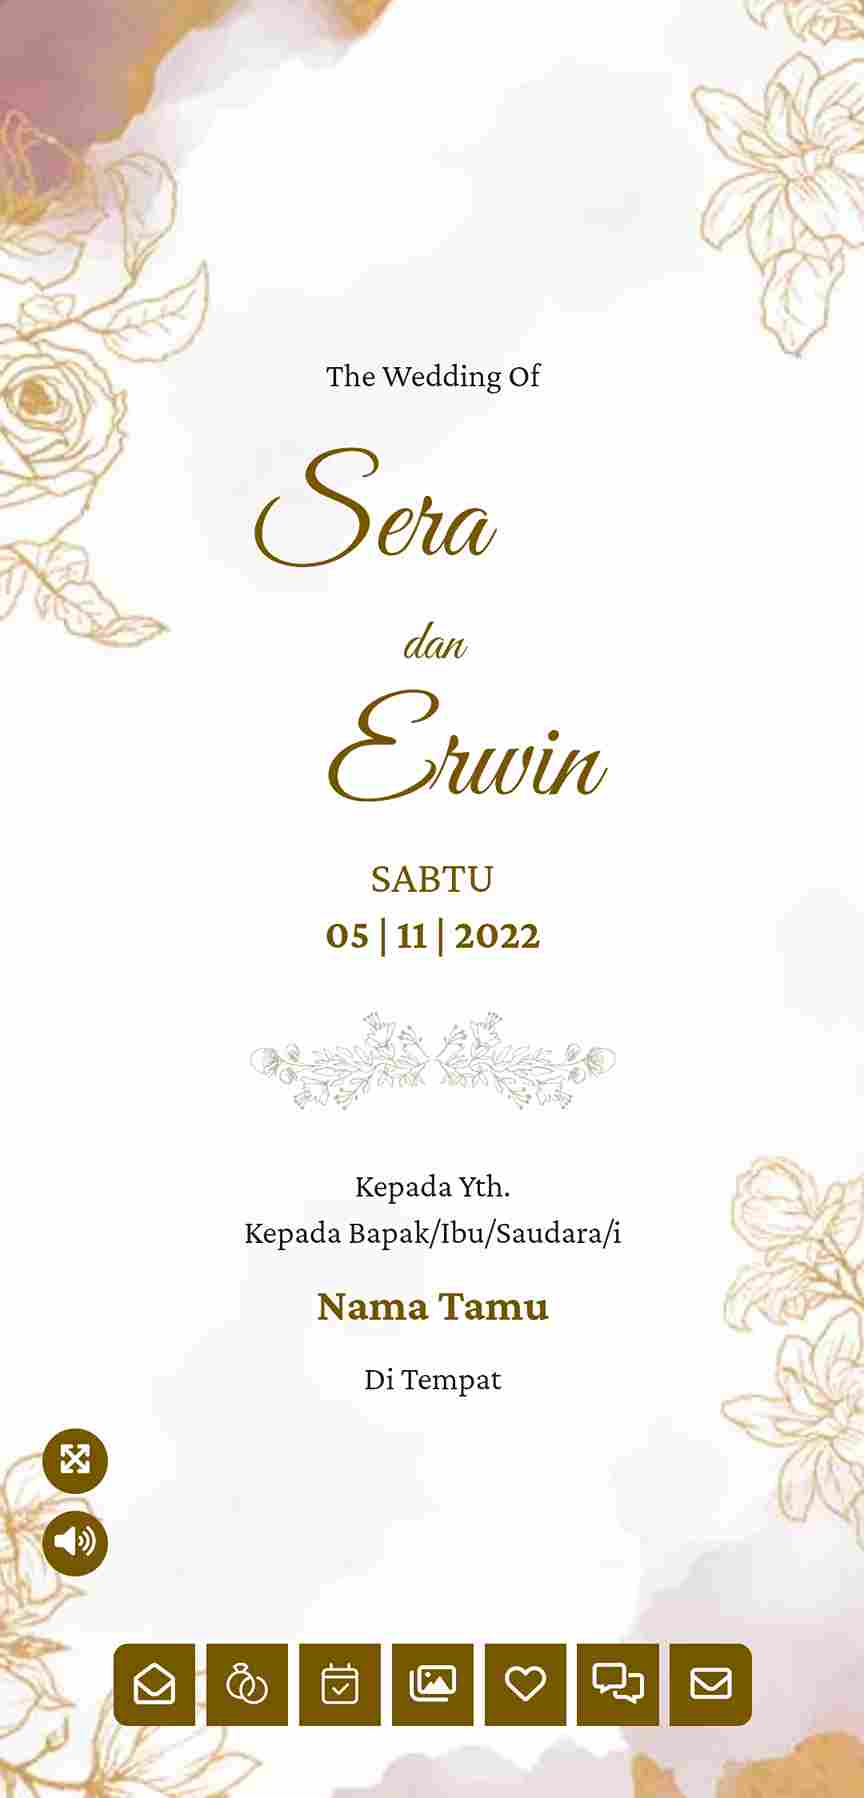 The Wedding Of
Sera
dan
Erwin
SABTU
05 | 11 | 2022
Kepada Yth.
Kepada Bapak/Ibu/Saudara/i
Nama Tamu
Di Tempat